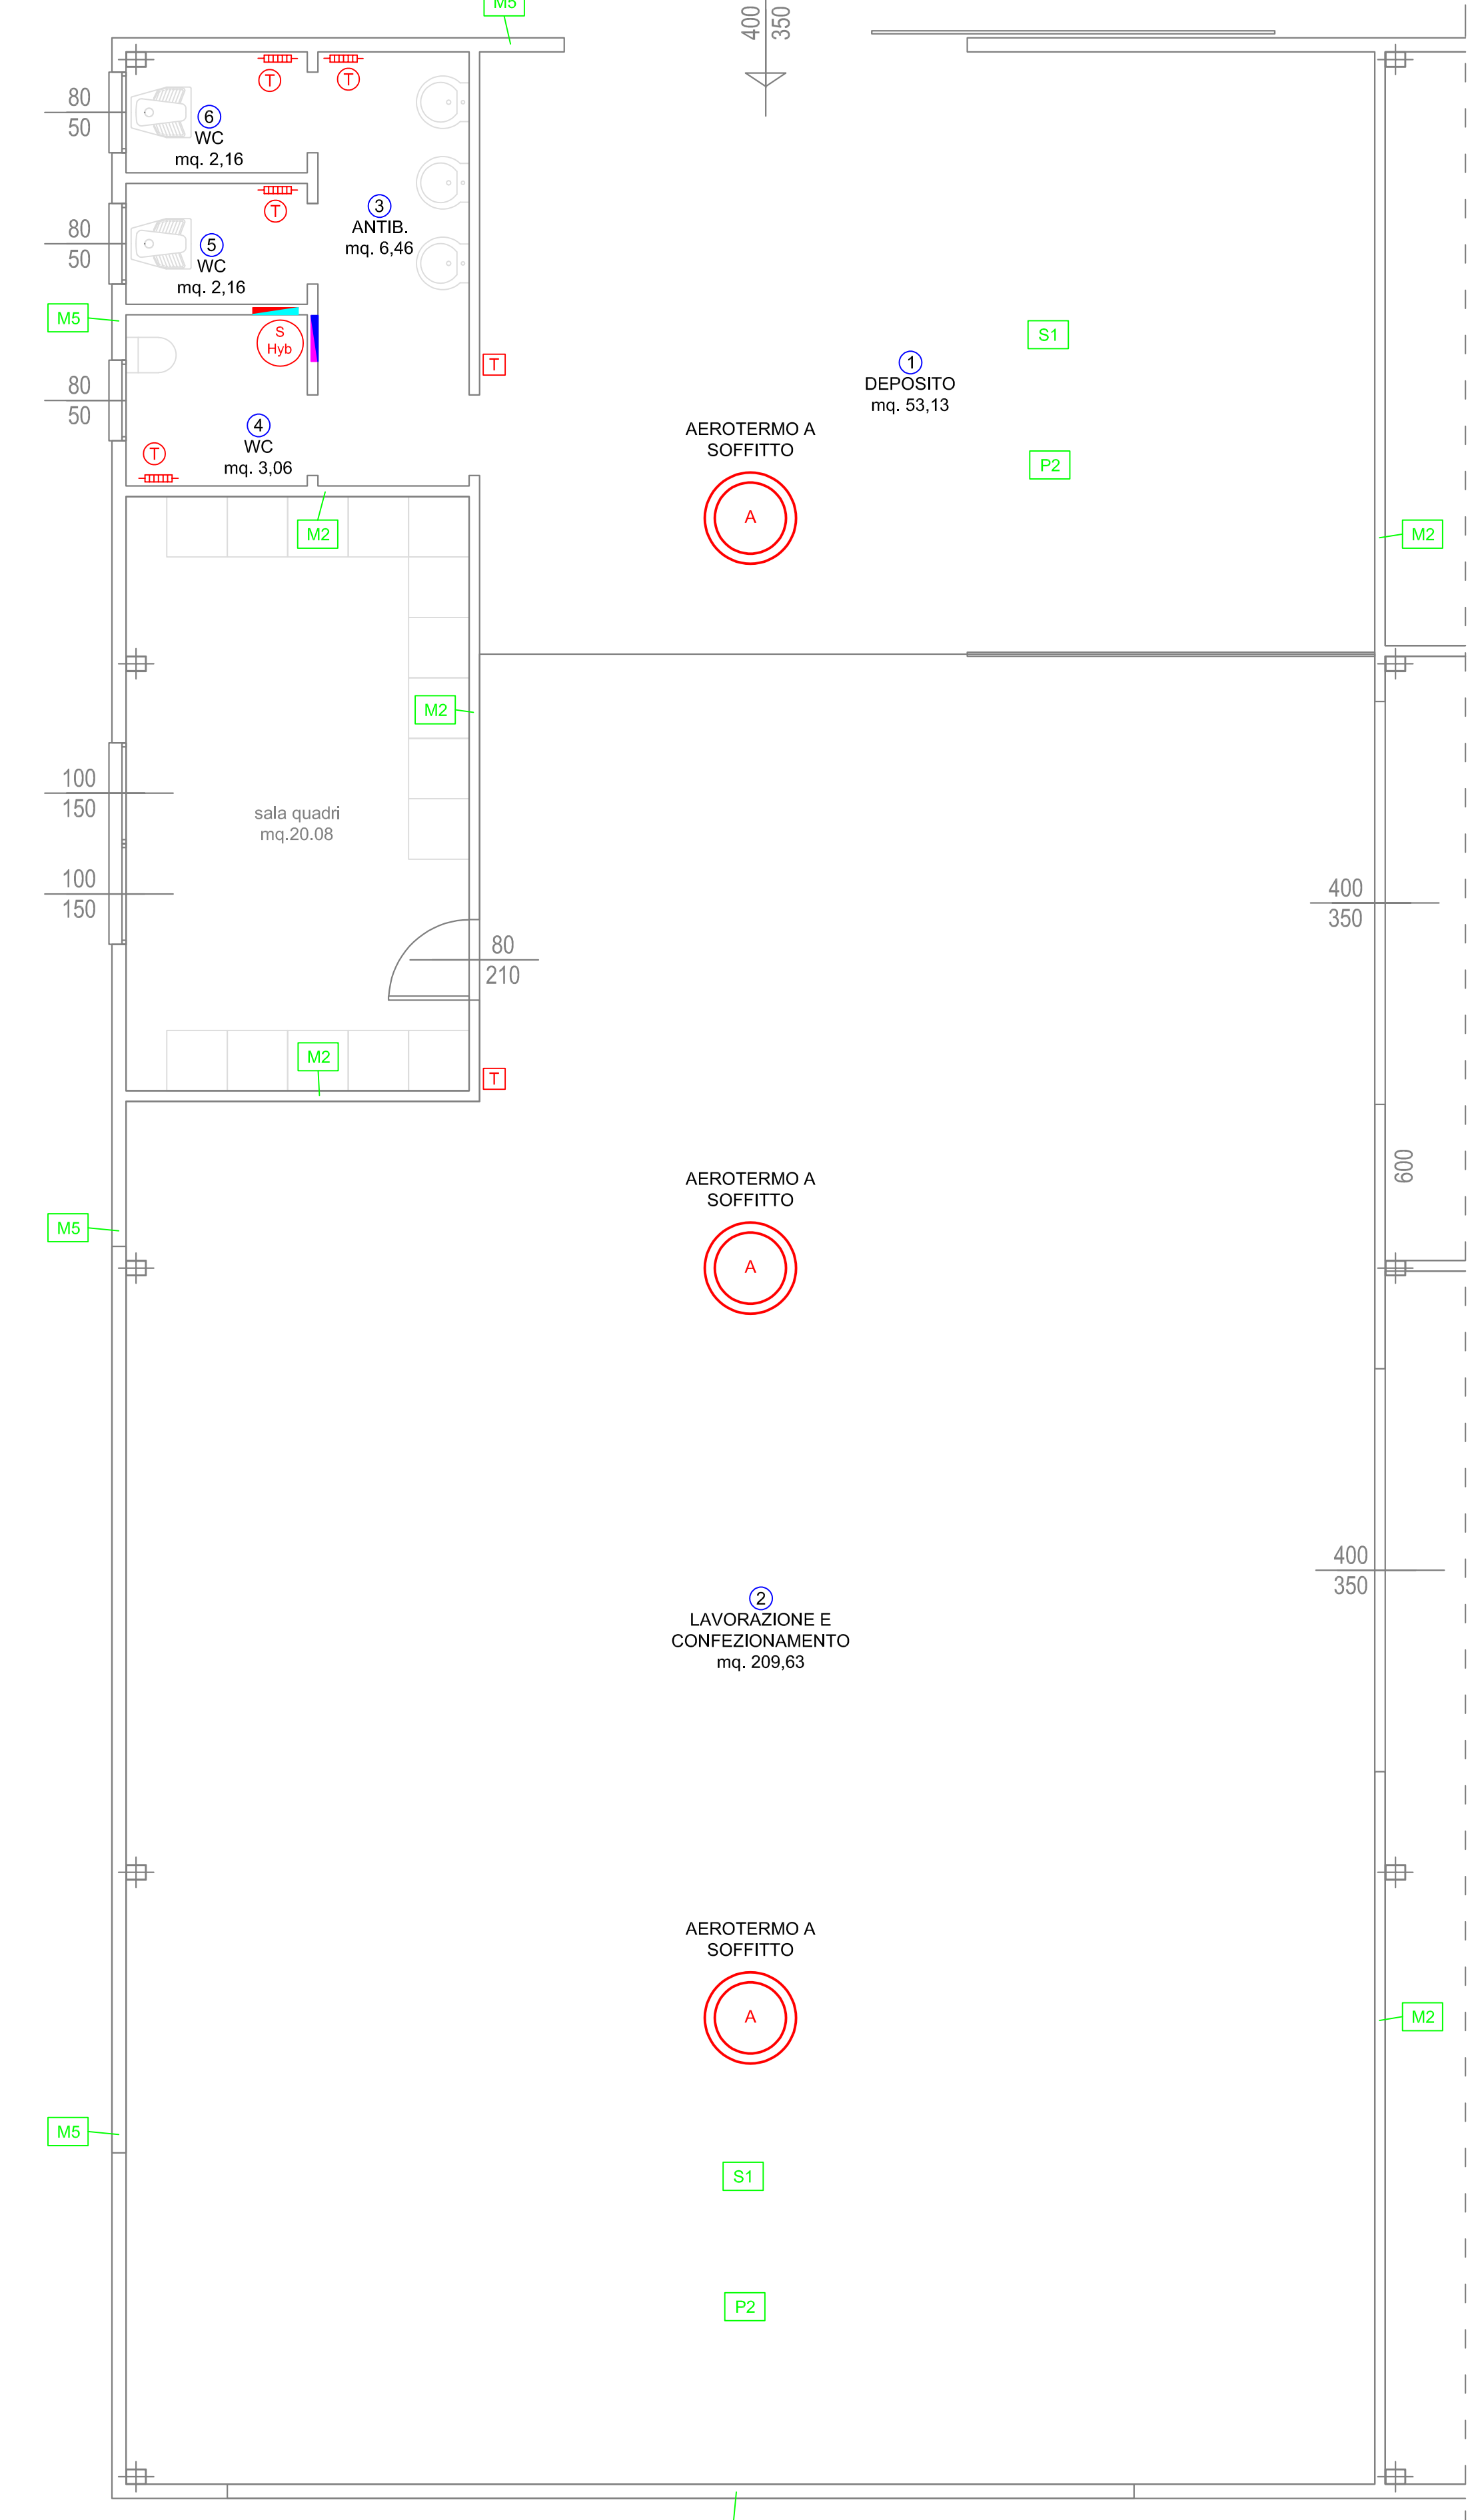 M5
400
350
T
T
80
50
6
WC
mq. 2,16
3
ANTIB.
mq. 6,46
T
80
50
5
WC
mq. 2,16
M5
S
Hyb
S1
T
1
DEPOSITO
mq. 53,13
80
50
4
WC
mq. 3,06
T
AEROTERMO A
SOFFITTO
A
P2
M2
M2
M2
100
150
sala quadri
mq.20.08
100
150
400
350
80
210
M2
T
600
M5
AEROTERMO A
SOFFITTO
A
400
350
2
LAVORAZIONE E
CONFEZIONAMENTO
mq. 209,63
AEROTERMO A
SOFFITTO
A
M2
M5
S1
P2